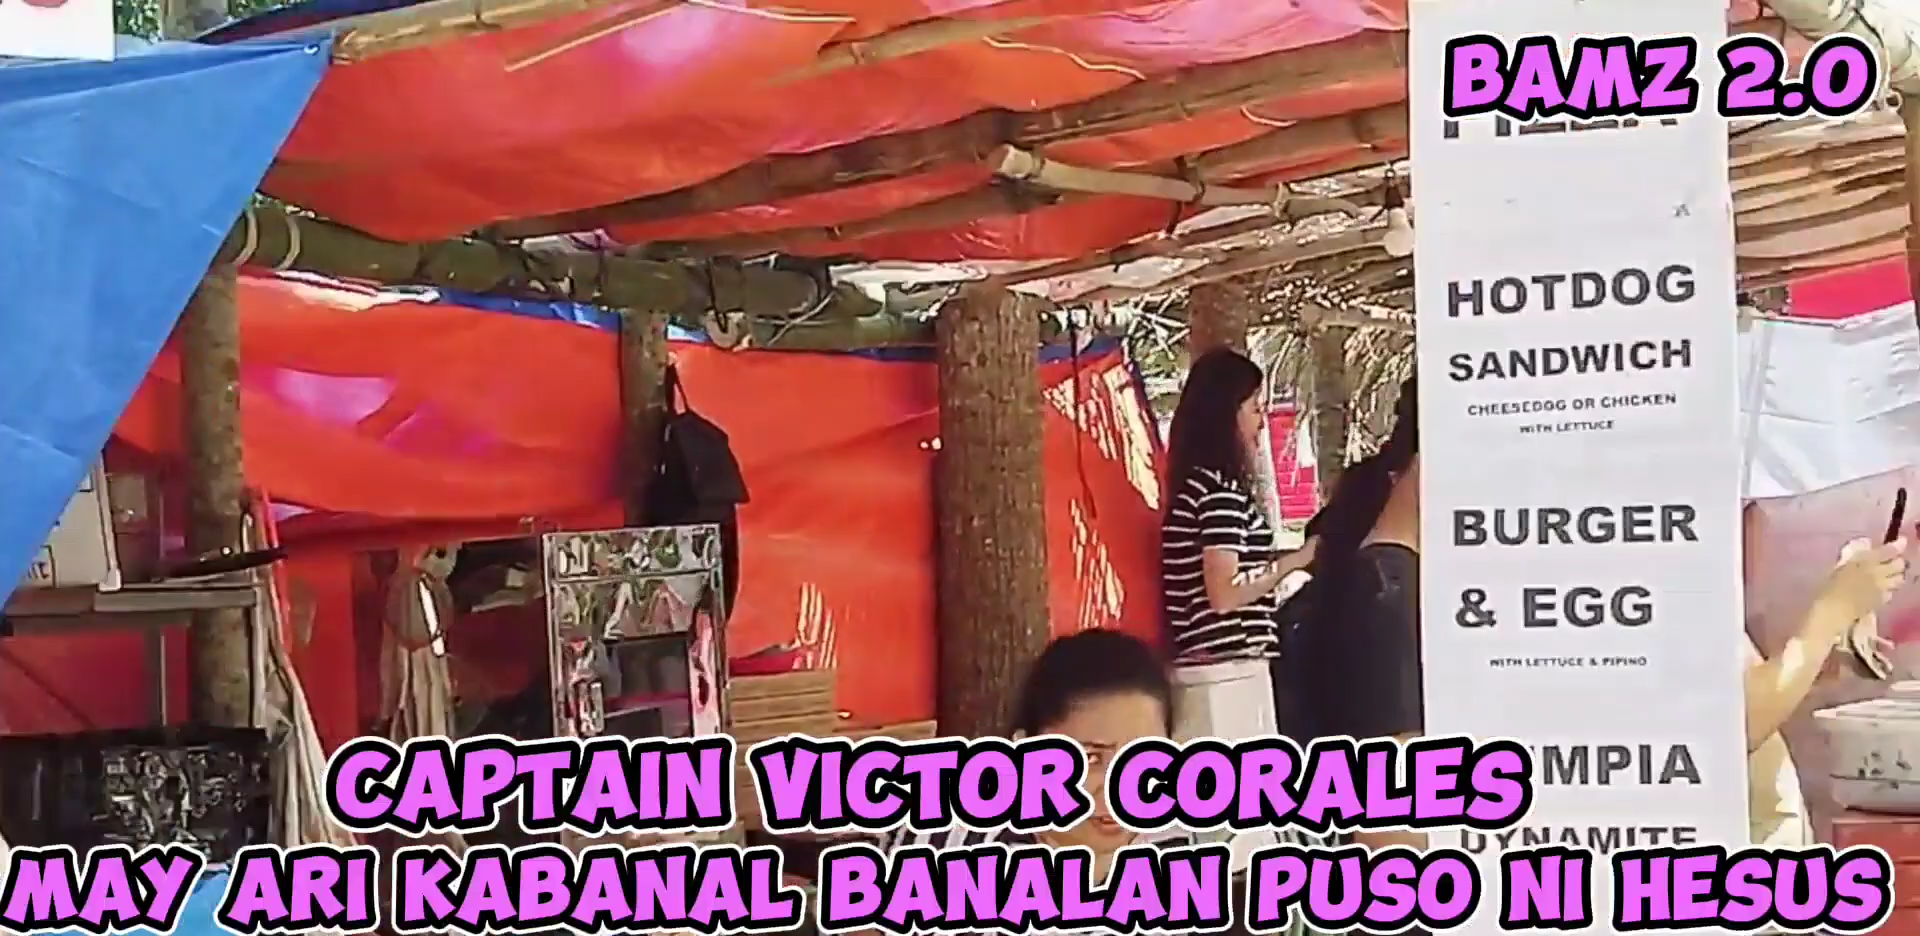 BAMZ 2.0
HOTDOG
SANDWICH
CHEESEDOG OR CHICKEN
WITH LETTUCE
BURGER
& EGG
WITH LETTUCE & PIPINO
MPIA
DYNAMITE
CAPTAIN VICTOR CORALES
MAY ARI KABANAL BANALAN PUSO NI HESUS